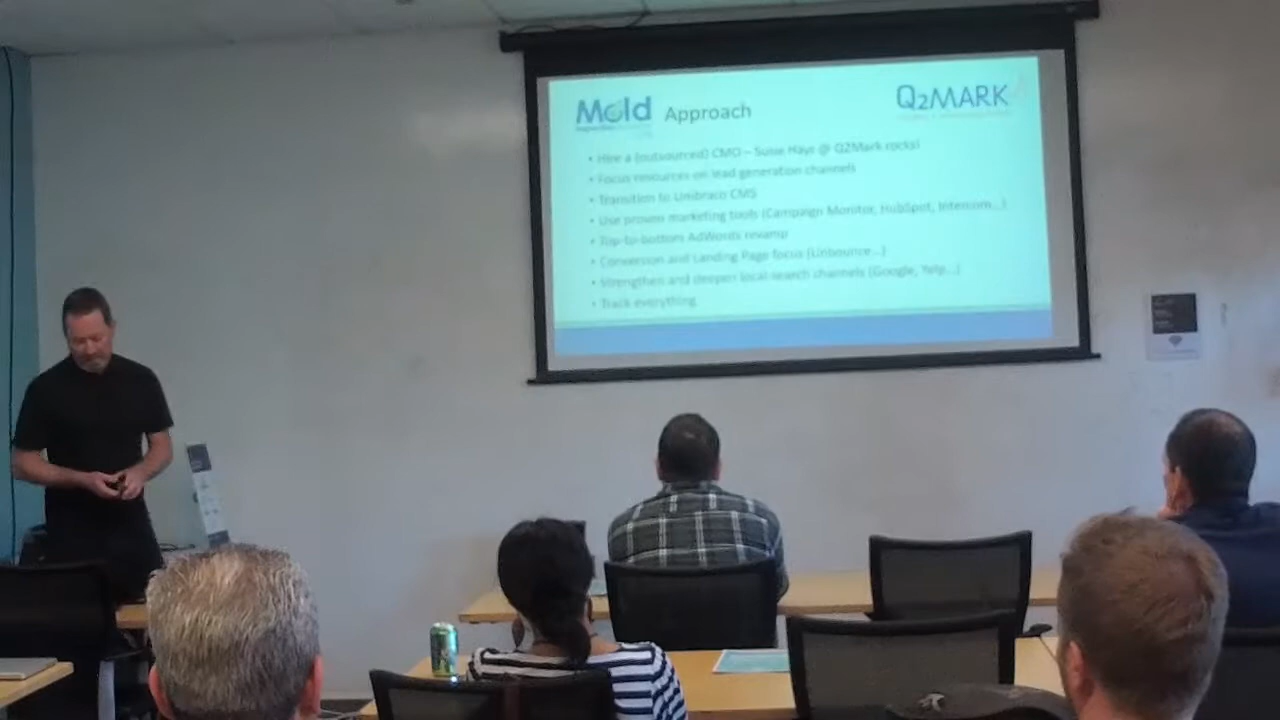 Mold Approach
Q2MARK
• Hire a (outsourced) CMO – Susie Hays @ Q2Mark rocks!
• Focus resources on lead generation channels
• Transition to Umbraco CMS
• Use proven marketing tools (Campaign Monitor, HubSpot, Intercom...)
• Top-to-bottom AdWords revamp
• Conversion and Landing Page focus (Unbounce...)
• Strengthen and deepen local search channels (Google, Yelp...)
• Track everything